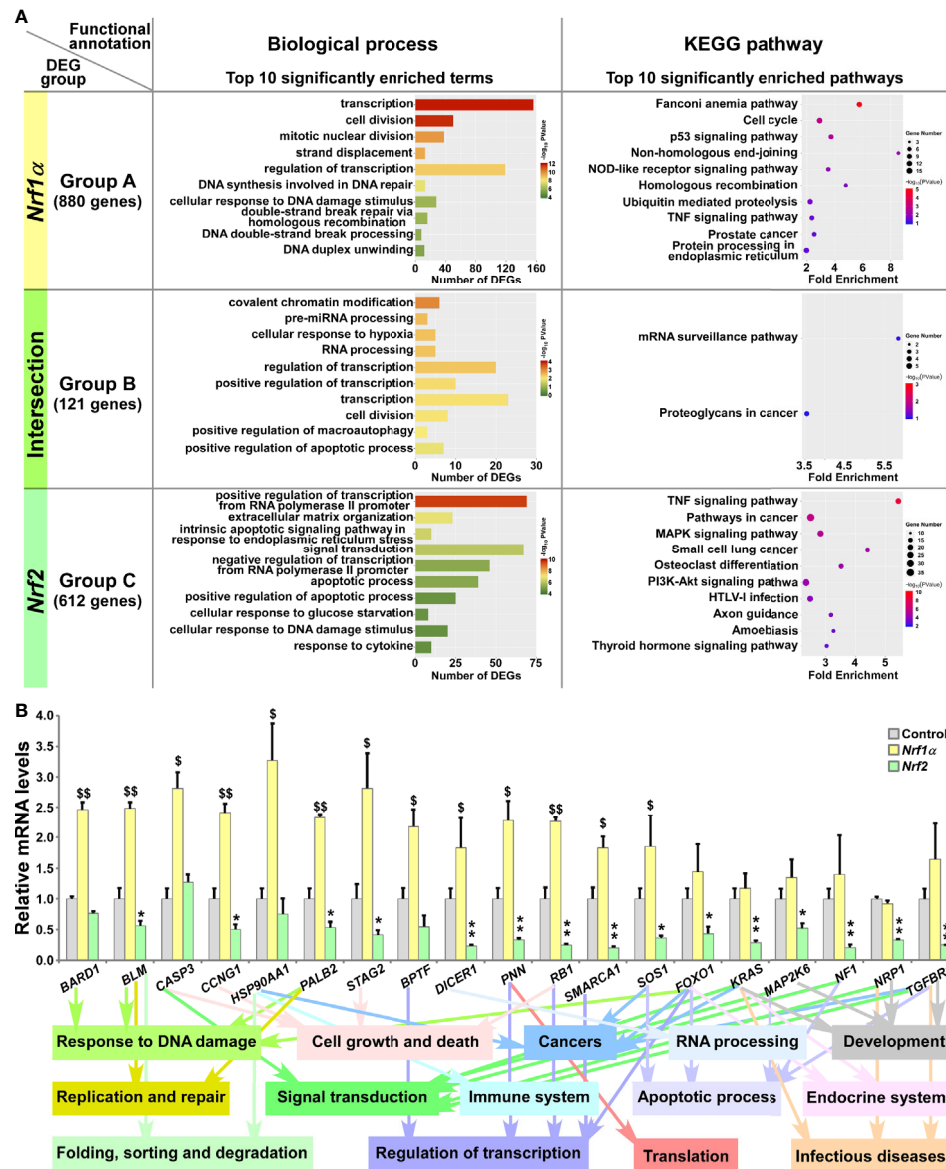 A
Functional
annotation
DEG
group
Biological process
Top 10 significantly enriched terms
KEGG pathway
Top 10 significantly enriched pathways
Nrf1α
Group A
(880 genes)
transcription
cell division
mitotic nuclear division
strand displacement
regulation of transcription
DNA synthesis involved in DNA repair
cellular response to DNA damage stimulus
double-strand break repair via
homologous recombination
DNA double-strand break processing
DNA duplex unwinding
0 40 80 120 160
Number of DEGs
-log10 PValue
12
10
8
6
4
Fanconi anemia pathway
Cell cycle
p53 signaling pathway
Non-homologous end-joining
NOD-like receptor signaling pathway
Homologous recombination
Ubiquitin mediated proteolysis
TNF signaling pathway
Prostate cancer
Protein processing in
endoplasmic reticulum
2 4 6 8
Fold Enrichment
Gene Number
3
6
9
12
15
-log10(PValue)
5
4
3
2
1
Intersection
Group B
(121 genes)
covalent chromatin modification
pre-miRNA processing
cellular response to hypoxia
RNA processing
regulation of transcription
positive regulation of transcription
transcription
cell division
positive regulation of macroautophagy
positive regulation of apoptotic process
0 10 20 30
Number of DEGs
-log10 PValue
4
3
2
1
0
mRNA surveillance pathway
Proteoglycans in cancer
3.5 4.5 5.5
Fold Enrichment
Gene Number
2
3
4
5
-log10(PValue)
3
2
1
Nrf2
Group C
(612 genes)
positive regulation of transcription
from RNA polymerase II promoter
extracellular matrix organization
intrinsic apoptotic signaling pathway in
response to endoplasmic reticulum stress
signal transduction
negative regulation of transcription
from RNA polymerase II promoter
apoptotic process
positive regulation of apoptotic process
cellular response to glucose starvation
cellular response to DNA damage stimulus
response to cytokine
0 25 50 75
Number of DEGs
-log10 PValue
10
8
6
4
TNF signaling pathway
Pathways in cancer
MAPK signaling pathway
Small cell lung cancer
Osteoclast differentiation
PI3K-Akt signaling pathwa
HTLV-I infection
Axon guidance
Amoebiasis
Thyroid hormone signaling pathway
3 4 5
Fold Enrichment
Gene Number
10
15
20
25
30
35
-log10(PValue)
10
9
8
7
6
5
4
3
2
B
Relative mRNA levels
4.0
3.5
3.0
2.5
2.0
1.5
1.0
0.5
0.0
Control
Nrf1α
Nrf2
$$ $$ $ $$ $ $$ $ $ $ $ $$ $ $
* * * * ** ** ** ** * * ** * ** ** **
BARD1 BLM CASP3 CCNG1 HSP90AA1 PALB2 STAG2 BPTF DICER1 PNN RB1 SMARCA1 SOS1 FOXO1 KRAS MAP2K6 NF1 NRP1 TGFBR
Response to DNA damage
Cell growth and death
Cancers
RNA processing
Development
Replication and repair
Signal transduction
Immune system
Apoptotic process
Endocrine system
Folding, sorting and degradation
Regulation of transcription
Translation
Infectious diseases